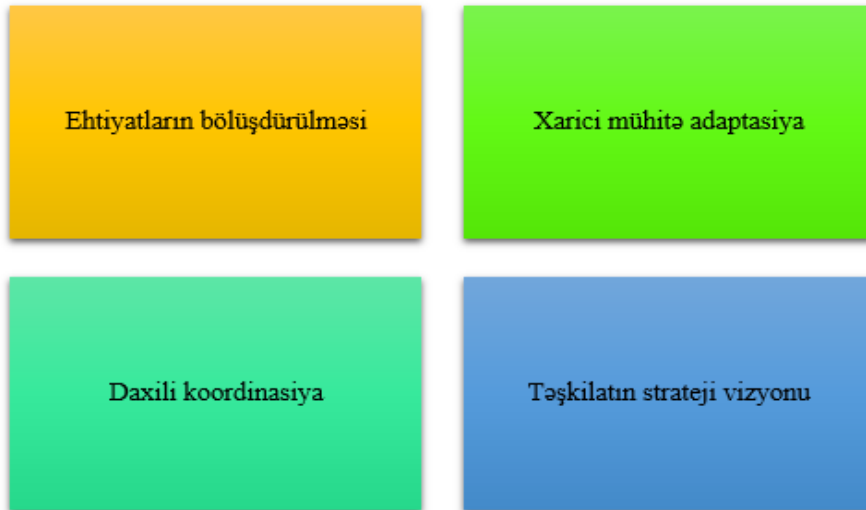 Ehtiyatların bölüşdürülməsi
Xarici mühitə adaptasiya
Daxili koordinasiya
Təşkilatın strateji vizyonu